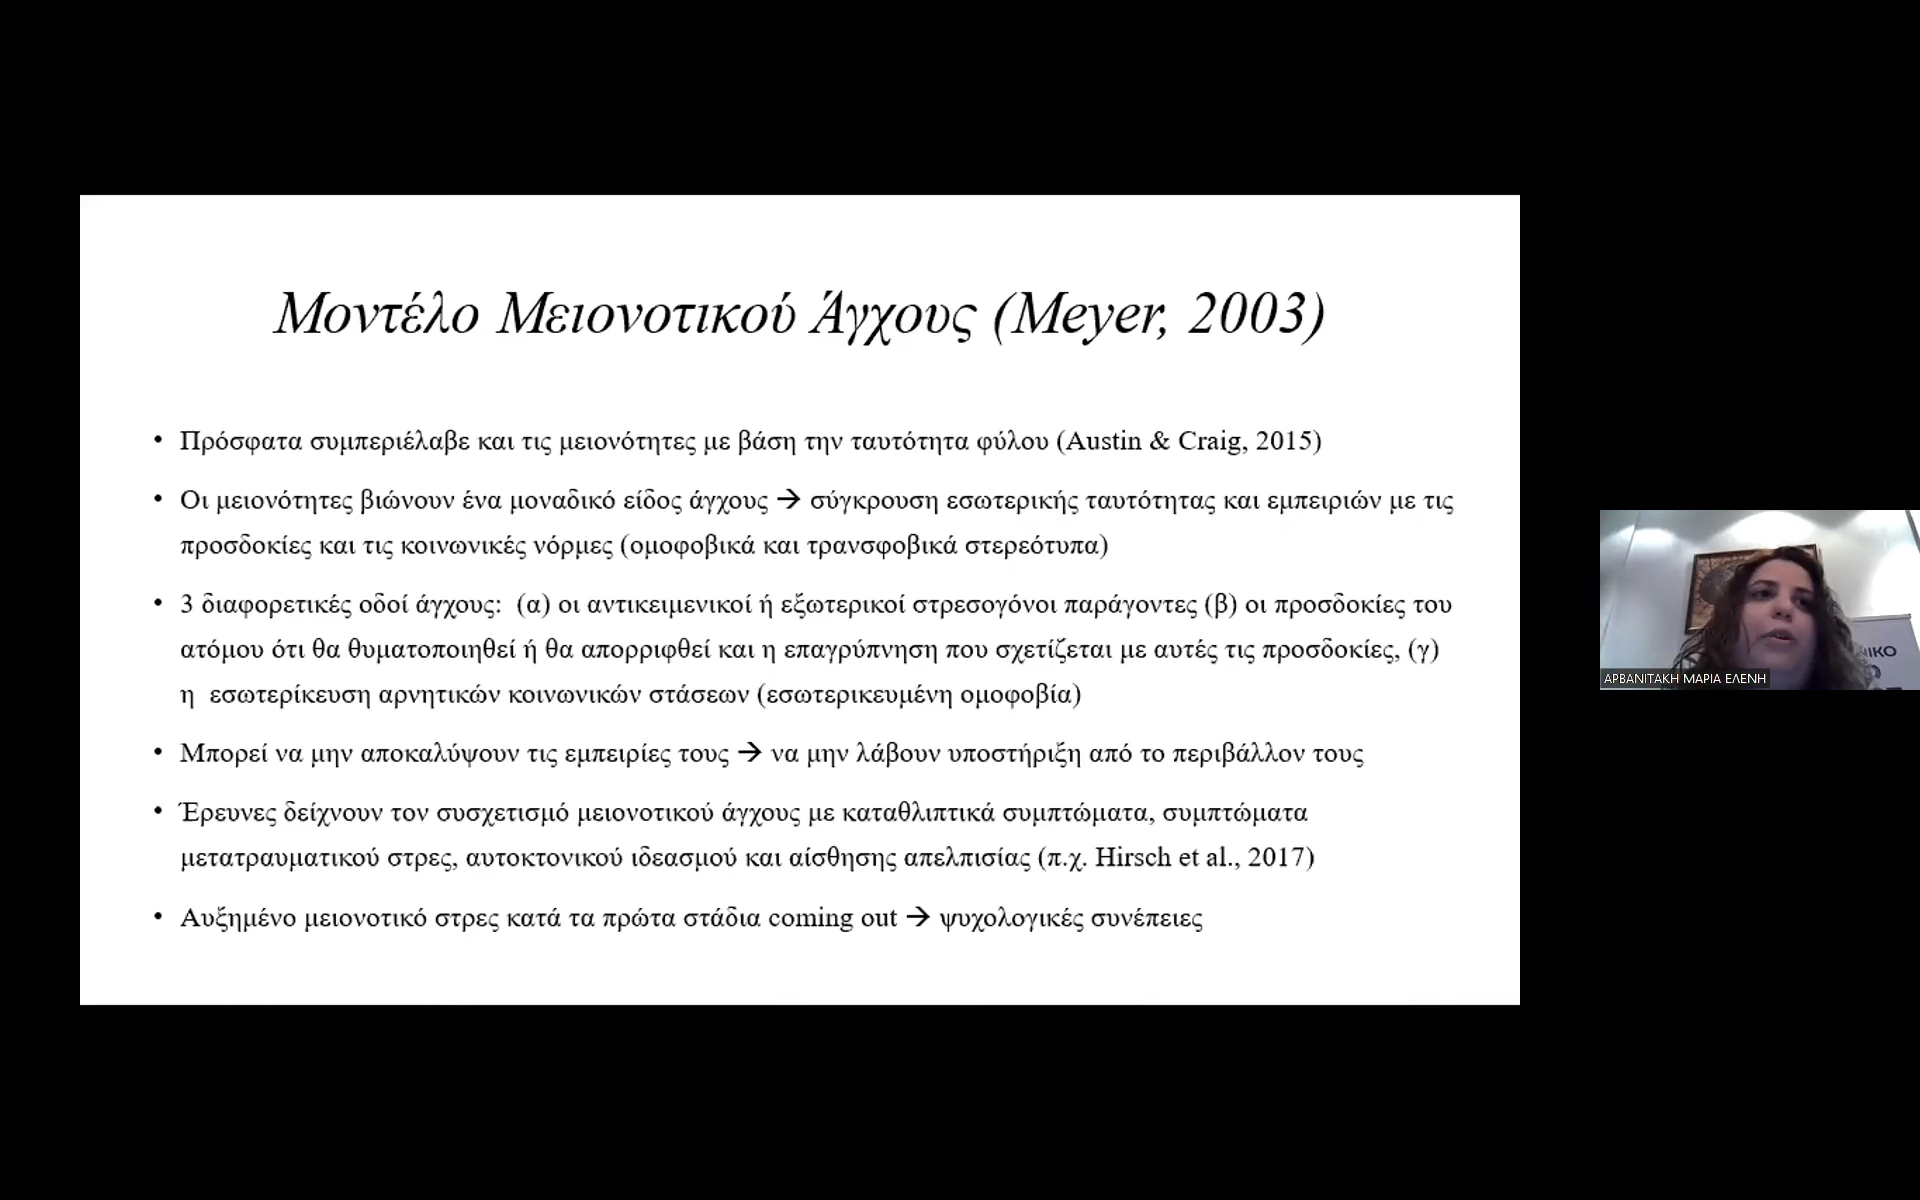 Μοντέλο Μειονοτικού Άγχους (Meyer, 2003)
• Πρόσφατα συμπεριέλαβε και τις μειονότητες με βάση την ταυτότητα φύλου (Austin & Craig, 2015)
• Οι μειονότητες βιώνουν ένα μοναδικό είδος άγχους → σύγκρουση εσωτερικής ταυτότητας και εμπειριών με τις
προσδοκίες και τις κοινωνικές νόρμες (ομοφοβικά και τρανσφοβικά στερεότυπα)
• 3 διαφορετικές οδοί άγχους:  (α) οι αντικειμενικοί ή εξωτερικοί στρεσογόνοι παράγοντες (β) οι προσδοκίες του
ατόμου ότι θα θυματοποιηθεί ή θα απορριφθεί και η επαγρύπνηση που σχετίζεται με αυτές τις προσδοκίες, (γ)
η  εσωτερίκευση αρνητικών κοινωνικών στάσεων (εσωτερικευμένη ομοφοβία)
• Μπορεί να μην αποκαλύψουν τις εμπειρίες τους → να μην λάβουν υποστήριξη από το περιβάλλον τους
• Έρευνες δείχνουν τον συσχετισμό μειονοτικού άγχους με καταθλιπτικά συμπτώματα, συμπτώματα
μετατραυματικού στρες, αυτοκτονικού ιδεασμού και αίσθησης απελπισίας (π.χ. Hirsch et al., 2017)
• Αυξημένο μειονοτικό στρες κατά τα πρώτα στάδια coming out → ψυχολογικές συνέπειες
ΑΡΒΑΝΙΤΑΚΗ ΜΑΡΙΑ ΕΛΕΝΗ